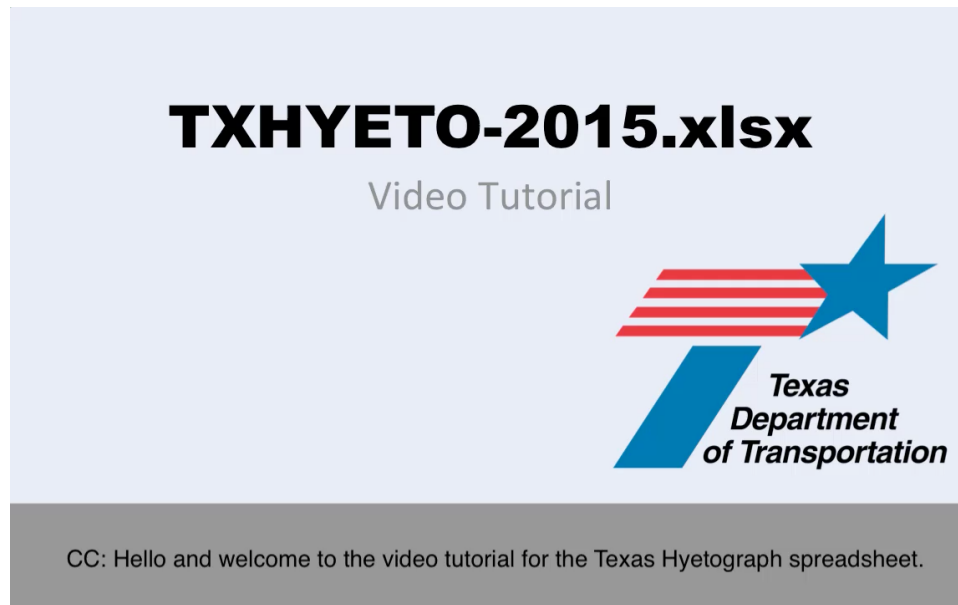 TXHYETO-2015.xlsx
Video Tutorial
Texas
Department
of Transportation
CC: Hello and welcome to the video tutorial for the Texas Hyetograph spreadsheet.